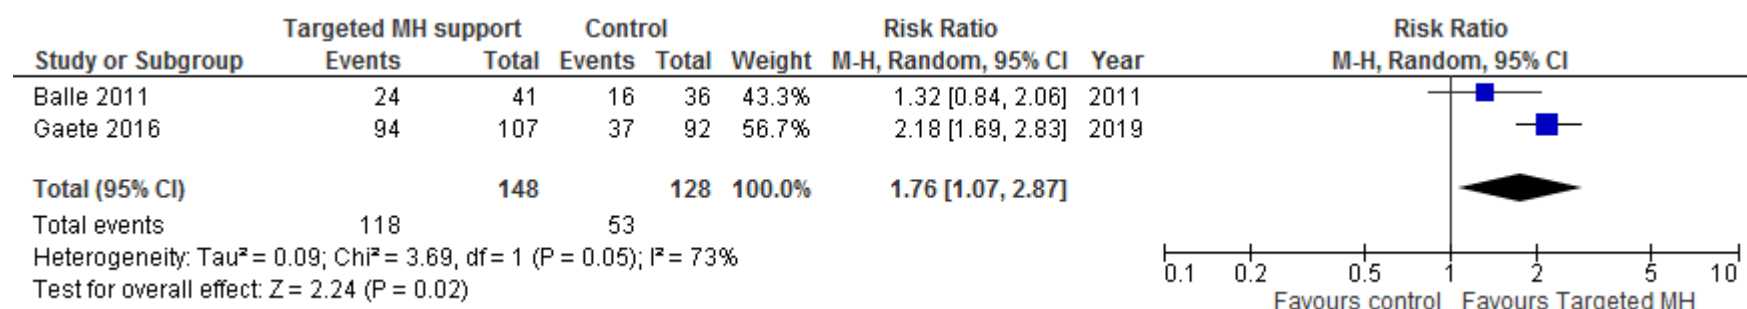 Targeted MH support Control Risk Ratio Risk Ratio
Study or Subgroup Events Total Events Total Weight M-H, Random, 95% CI Year M-H, Random, 95% CI
Balle 2011 24 41 16 36 43.3% 1.32 [0.84, 2.06] 2011
Gaete 2016 94 107 37 92 56.7% 2.18 [1.69, 2.83] 2019
Total (95% CI) 148 128 100.0% 1.76 [1.07, 2.87]
Total events 118 53
Heterogeneity: Tau² = 0.09; Chi² = 3.69, df = 1 (P = 0.05); I² = 73%
Test for overall effect: Z = 2.24 (P = 0.02)
0.1 0.2 0.5 1 2 5 10
Favours control Favours Targeted MH